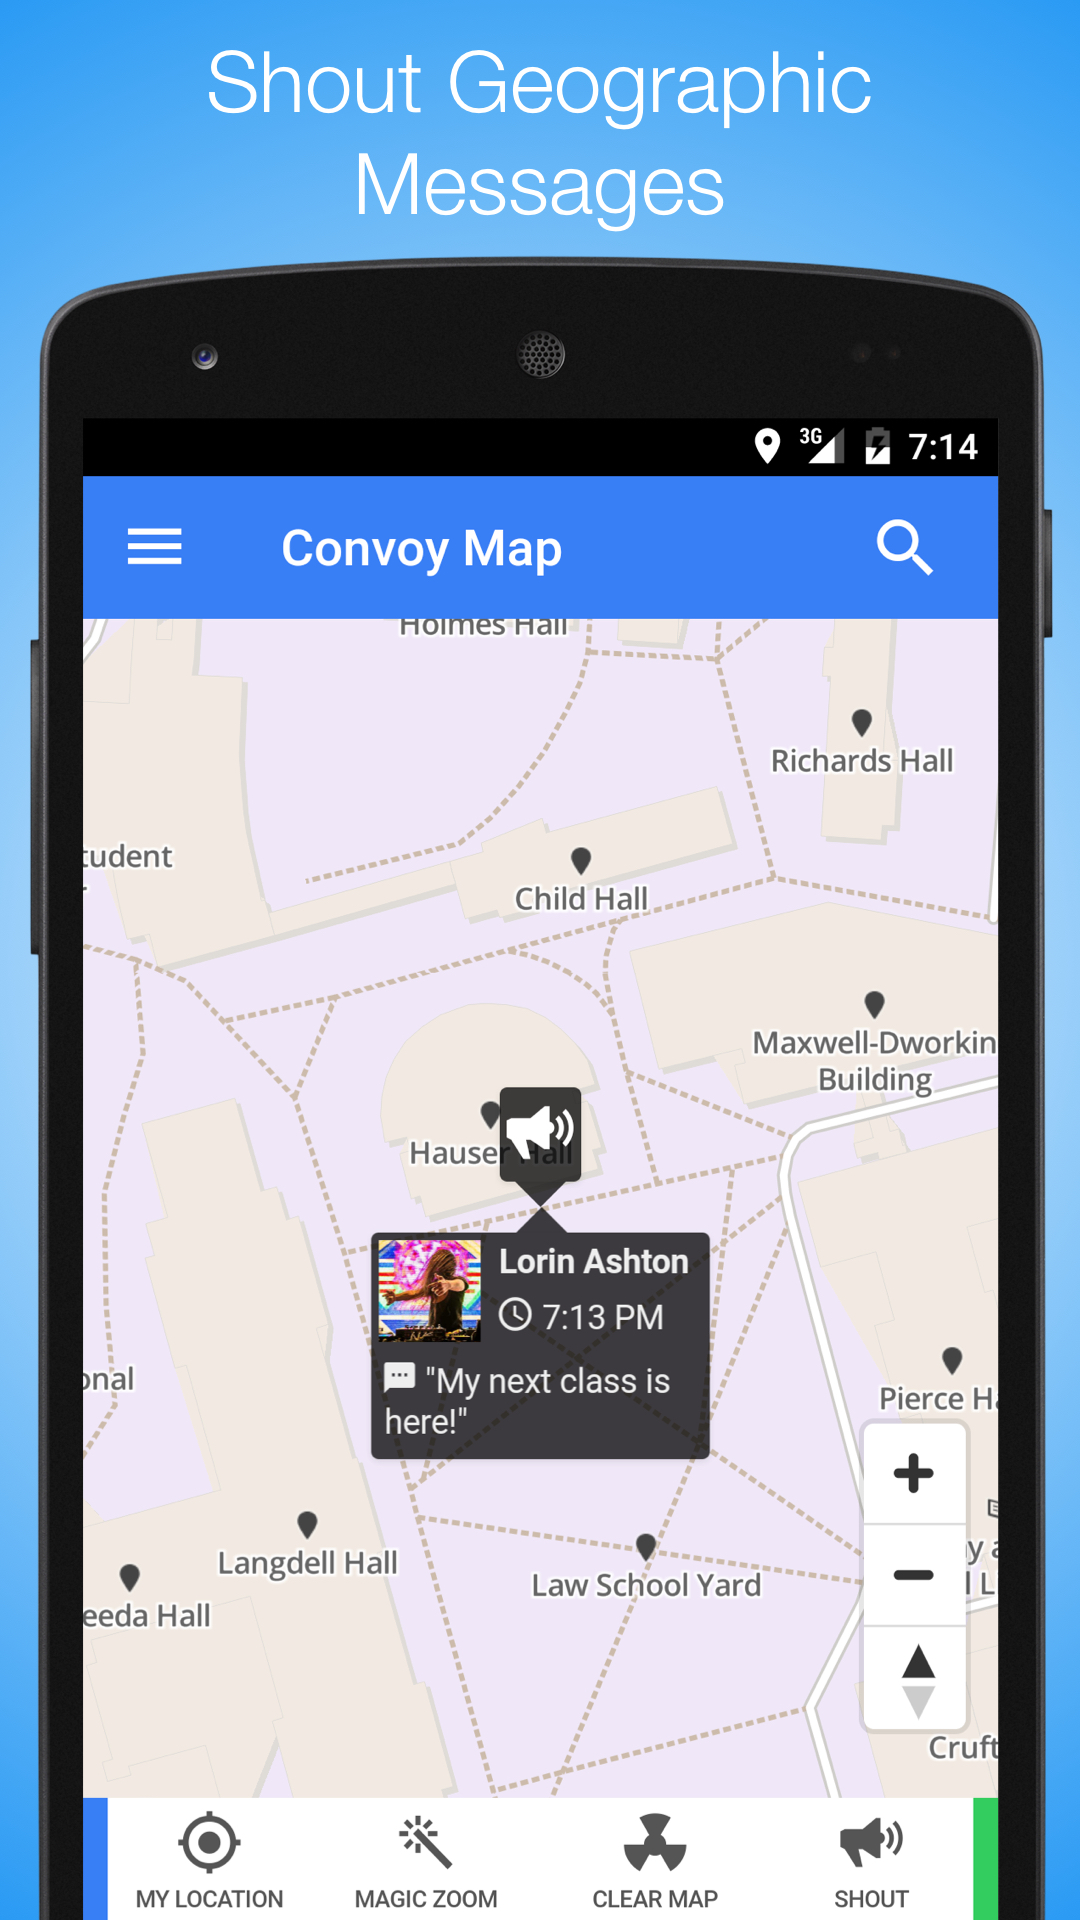 Shout Geographic
Messages
3G
7:14
Convoy Map
Holmes Hall
Richards Hall
tudent
Child Hall
Maxwell-Dworkin
Building
Hauser Hall
Lorin Ashton
7:13 PM
"My next class is
here!"
onal
Pierce Ha
Langdell Hall
Law School Yard
eeda Hall
Cruft
MY LOCATION
MAGIC ZOOM
CLEAR MAP
SHOUT